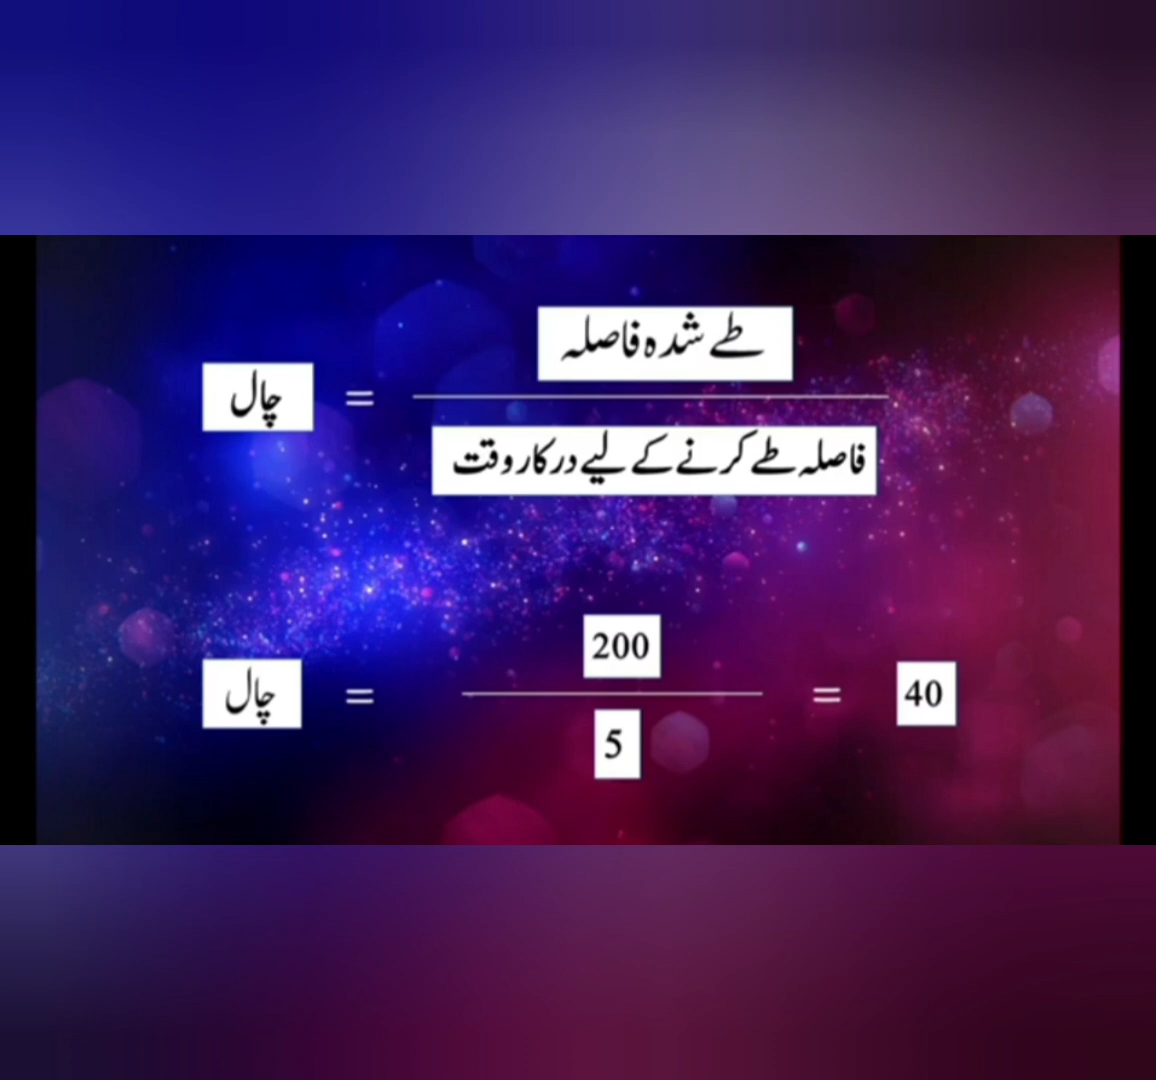 طے شدہ فاصلہ
چال =
فاصلہ طے کرنے کے لیے درکار وقت
200
چال = = 40
5